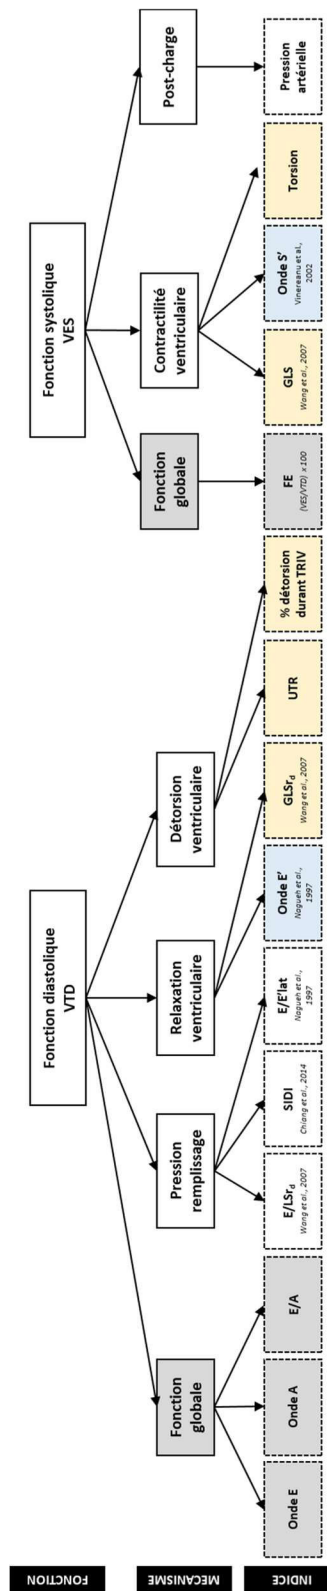 FONCTION
Fonction diastolique
VTD
Fonction systolique
VES
MECANISME
Fonction
globale
Pression
remplissage
Relaxation
ventriculaire
Détorsion
ventriculaire
Fonction
globale
Contractilité
ventriculaire
Post-charge
INDICE
Onde E
Onde A
E/A
E/LSr_d
Wang et al., 2007
SIDI
Chiang et al., 2014
E/E'lat
Nagueh et al.,
1997
Onde E'
Nagueh et al.,
1997
GLSr_d
Wang et al., 2007
UTR
% détorsion
durant TRIV
FE
(VES/VTD) x 100
GLS
Wang et al., 2007
Onde S'
Vinereanu et al.,
2002
Torsion
Pression
artérielle